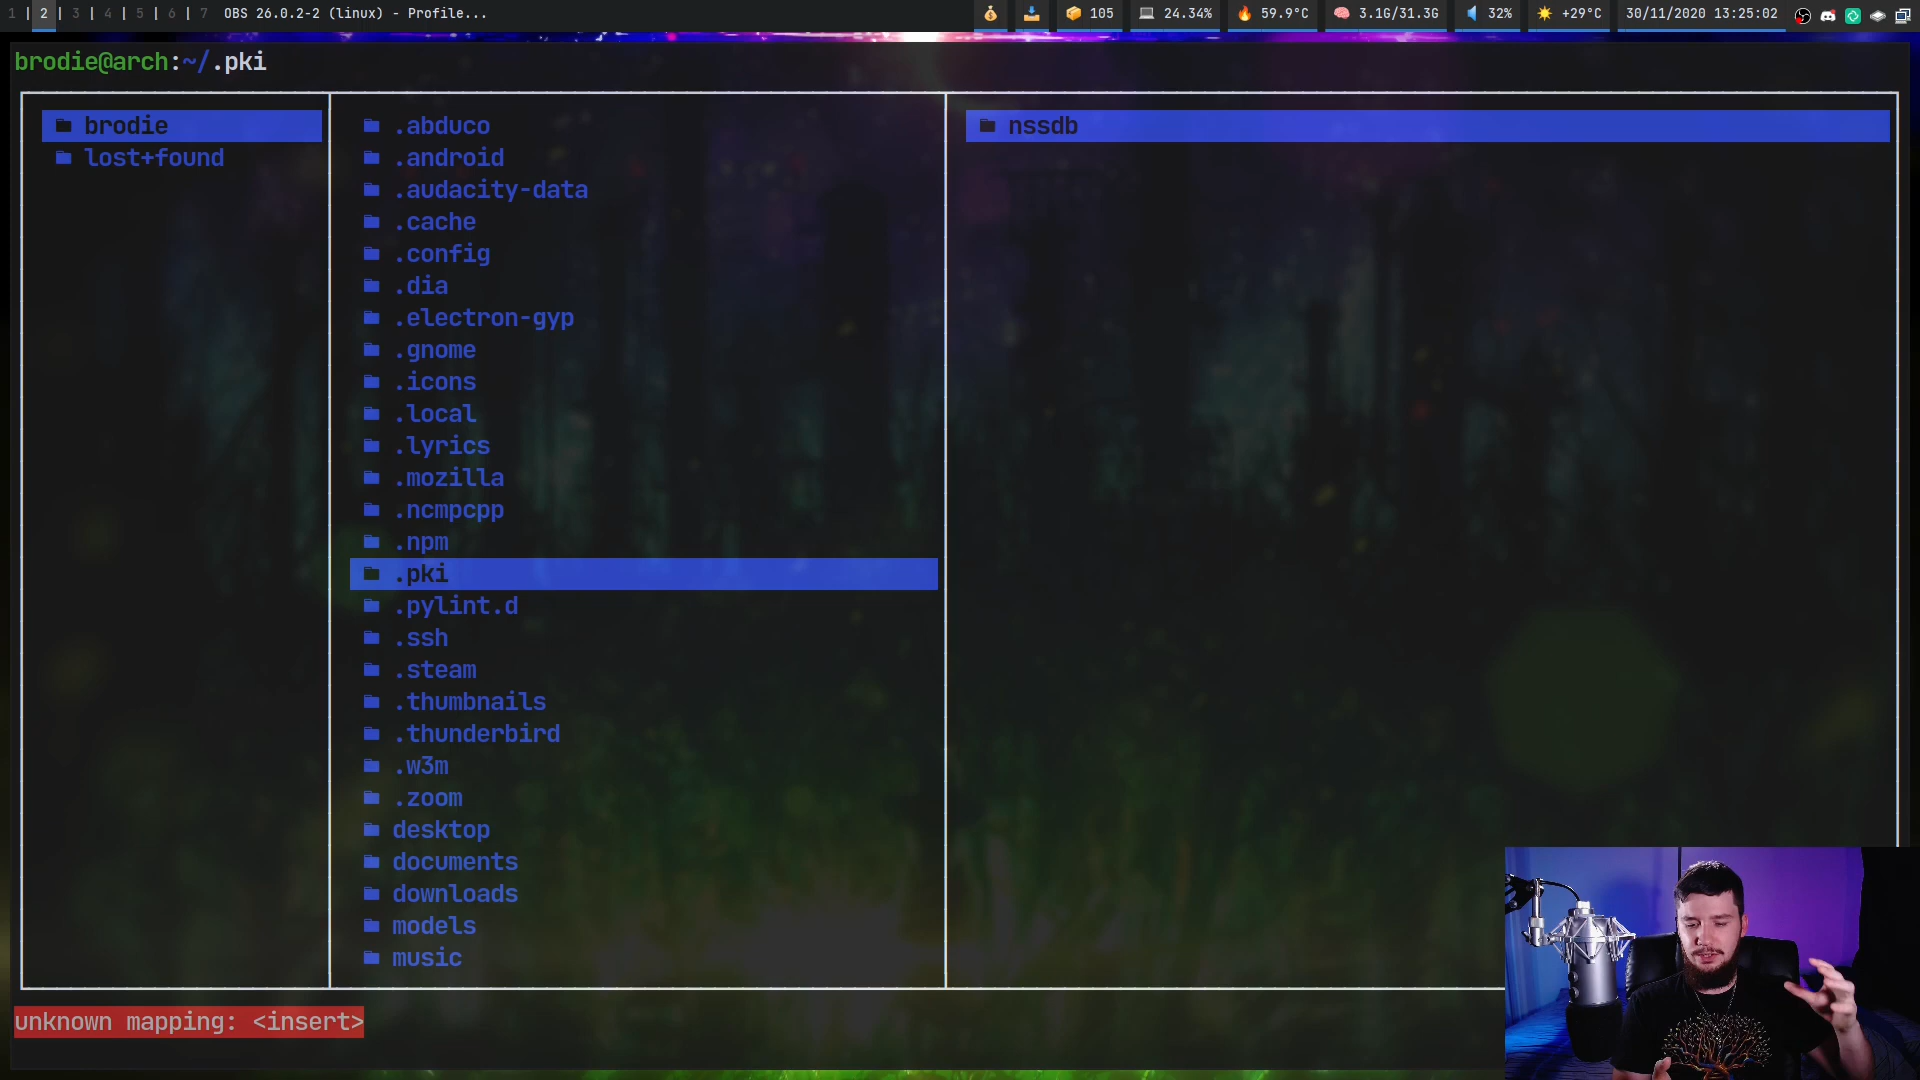 1 | 2 | 3 | 4 | 5 | 6 | 7 OBS 26.0.2-2 (linux) - Profile... 105 24.34% 59.9°C 3.1G/31.3G 32% +29°C 30/11/2020 13:25:02
brodie@arch:~/.pki
brodie
lost+found
.abduco
.android
.audacity-data
.cache
.config
.dia
.electron-gyp
.gnome
.icons
.local
.lyrics
.mozilla
.ncmpcpp
.npm
.pki
.pylint.d
.ssh
.steam
.thumbnails
.thunderbird
.w3m
.zoom
desktop
documents
downloads
models
music
nssdb
unknown mapping: <insert>